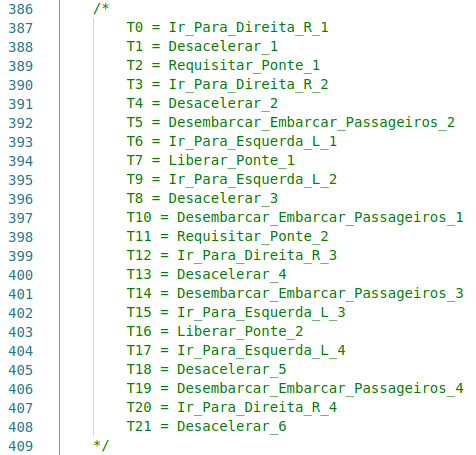 386 /*
387 T0 = Ir_Para_Direita_R_1
388 T1 = Desacelerar_1
389 T2 = Requisitar_Ponte_1
390 T3 = Ir_Para_Direita_R_2
391 T4 = Desacelerar_2
392 T5 = Desembarcar_Embarcar_Passageiros_2
393 T6 = Ir_Para_Esquerda_L_1
394 T7 = Liberar_Ponte_1
395 T9 = Ir_Para_Esquerda_L_2
396 T8 = Desacelerar_3
397 T10 = Desembarcar_Embarcar_Passageiros_1
398 T11 = Requisitar_Ponte_2
399 T12 = Ir_Para_Direita_R_3
400 T13 = Desacelerar_4
401 T14 = Desembarcar_Embarcar_Passageiros_3
402 T15 = Ir_Para_Esquerda_L_3
403 T16 = Liberar_Ponte_2
404 T17 = Ir_Para_Esquerda_L_4
405 T18 = Desacelerar_5
406 T19 = Desembarcar_Embarcar_Passageiros_4
407 T20 = Ir_Para_Direita_R_4
408 T21 = Desacelerar_6
409 */